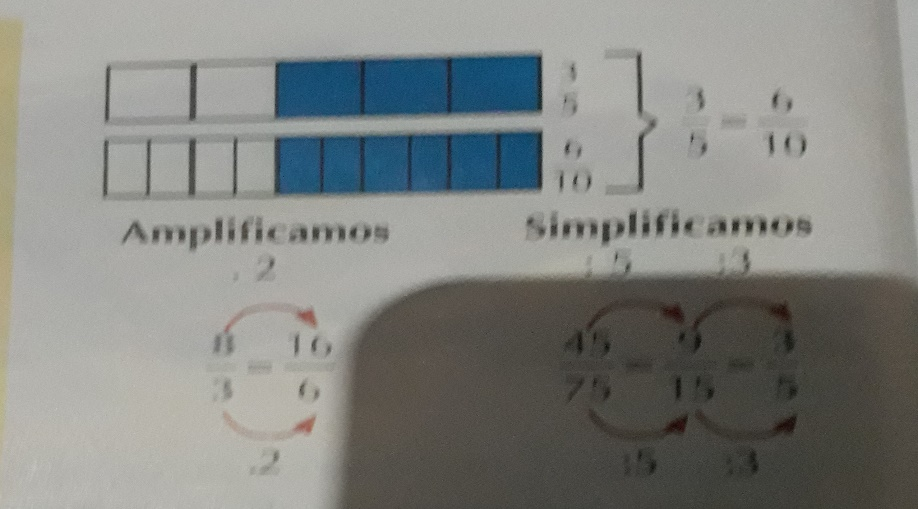 3/5
6/10
3/5 = 6/10
Amplificamos
. 2
8/3 = 16/6
.2
Simplificamos
: 5 :3
45/75 = 9/15 = 3/5
:5 :3